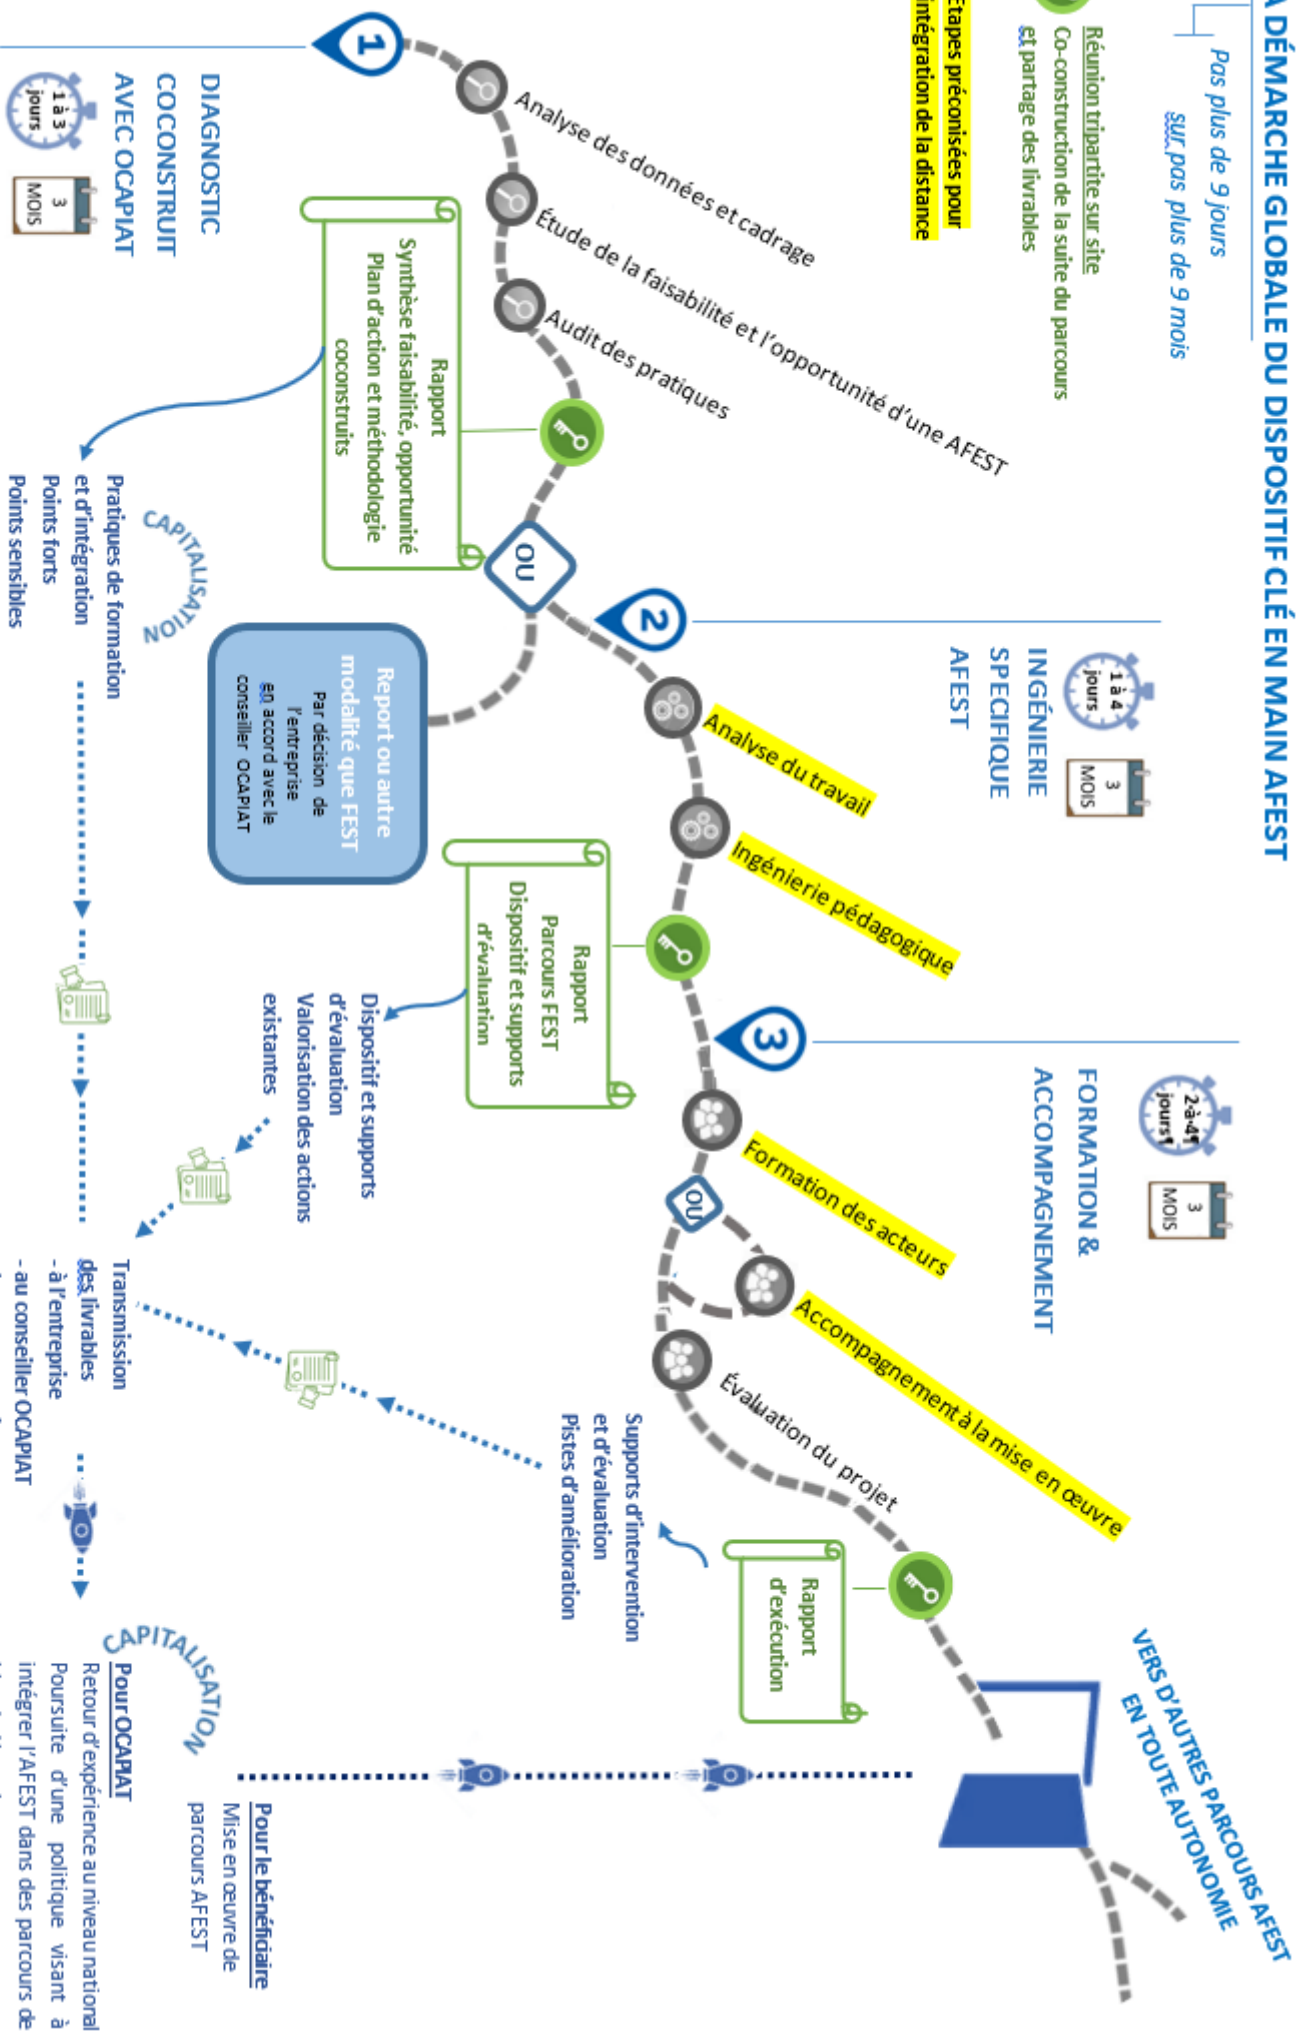 A DÉMARCHE GLOBALE DU DISPOSITIF CLÉ EN MAIN AFEST
Pas plus de 9 jours
sur pas plus de 9 mois
Réunion tripartite sur site
Co-construction de la suite du parcours
et partage des livrables
Etapes préconisées pour
intégration de la distance
1
DIAGNOSTIC
COCONSTRUIT
AVEC OCAPIAT
1 à 3
jours
3
MOIS
Analyse des données et cadrage
Étude de la faisabilité et l'opportunité d'une AFEST
Audit des pratiques
Rapport
Synthèse faisabilité, opportunité
Plan d'action et méthodologie
coconstruits
CAPITALISATION
Pratiques de formation
et d'intégration
Points forts
Points sensibles
OU
Report ou autre
modalité que FEST
Par décision de
l'entreprise
en accord avec le
conseiller OCAPIAT
2
1 à 4
jours
3
MOIS
INGÉNIERIE
SPECIFIQUE
AFEST
Analyse du travail
Ingénierie pédagogique
Rapport
Parcours FEST
Dispositif et supports
d'évaluation
Dispositif et supports
d'évaluation
Valorisation des actions
existantes
3
2·à·4¶
jours¶
3
MOIS
FORMATION &
ACCOMPAGNEMENT
Formation des acteurs
OU
Accompagnement à la mise en œuvre
Évaluation du projet
Rapport
d'exécution
Supports d'intervention
et d'évaluation
Pistes d'amélioration
Transmission
des livrables
- à l'entreprise
- au conseiller OCAPIAT
VERS D'AUTRES PARCOURS AFEST
EN TOUTE AUTONOMIE
Pour le bénéficiaire
Mise en œuvre de
parcours AFEST
CAPITALISATION
Pour OCAPIAT
Retour d'expérience au niveau national
Poursuite d'une politique visant à
intégrer l'AFEST dans des parcours de